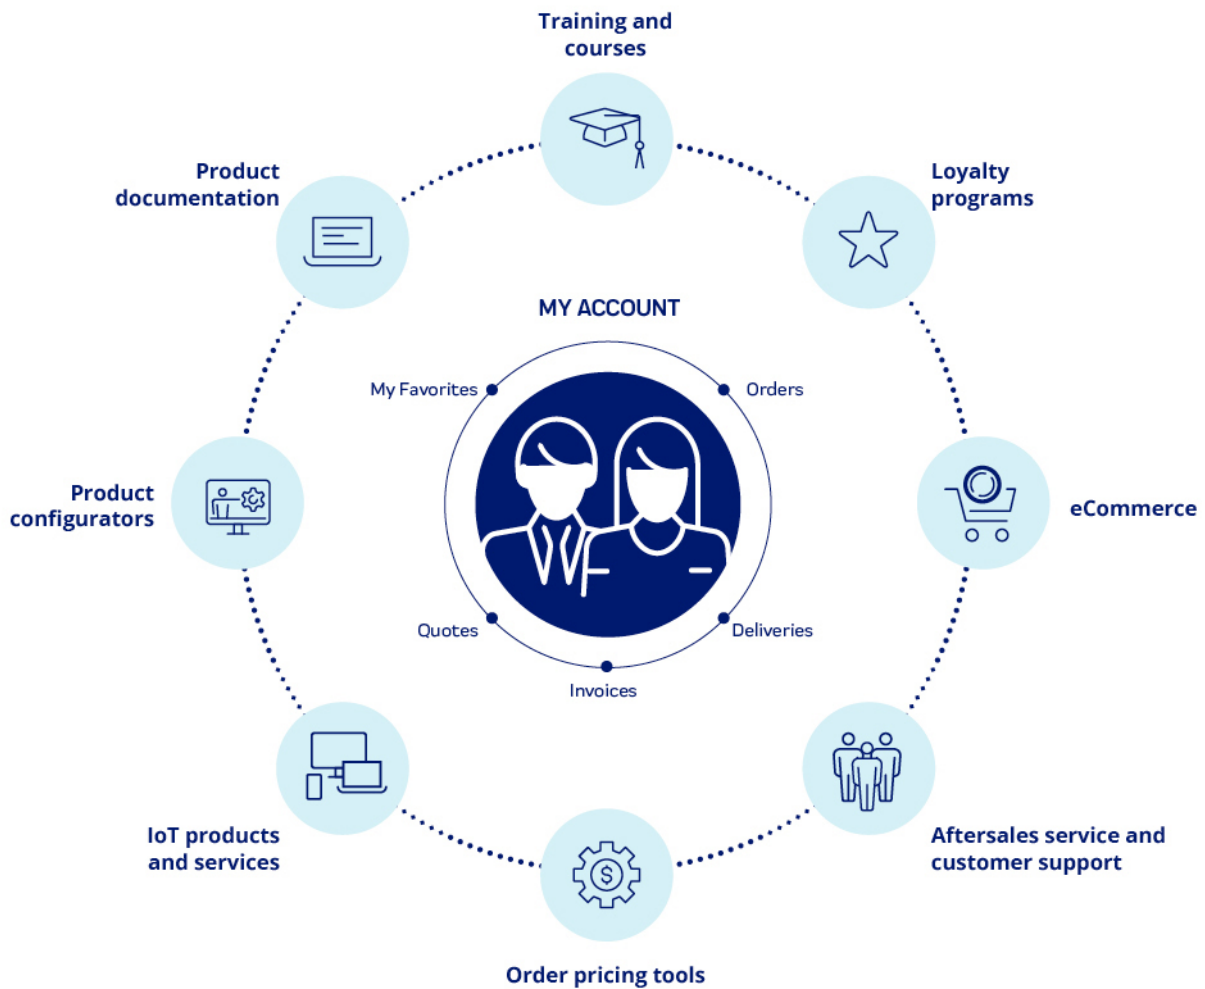 Training and
courses
Product
documentation
Loyalty
programs
MY ACCOUNT
My Favorites
Orders
Product
configurators
eCommerce
Quotes
Deliveries
Invoices
IoT products
and services
Aftersales service and
customer support
$
Order pricing tools